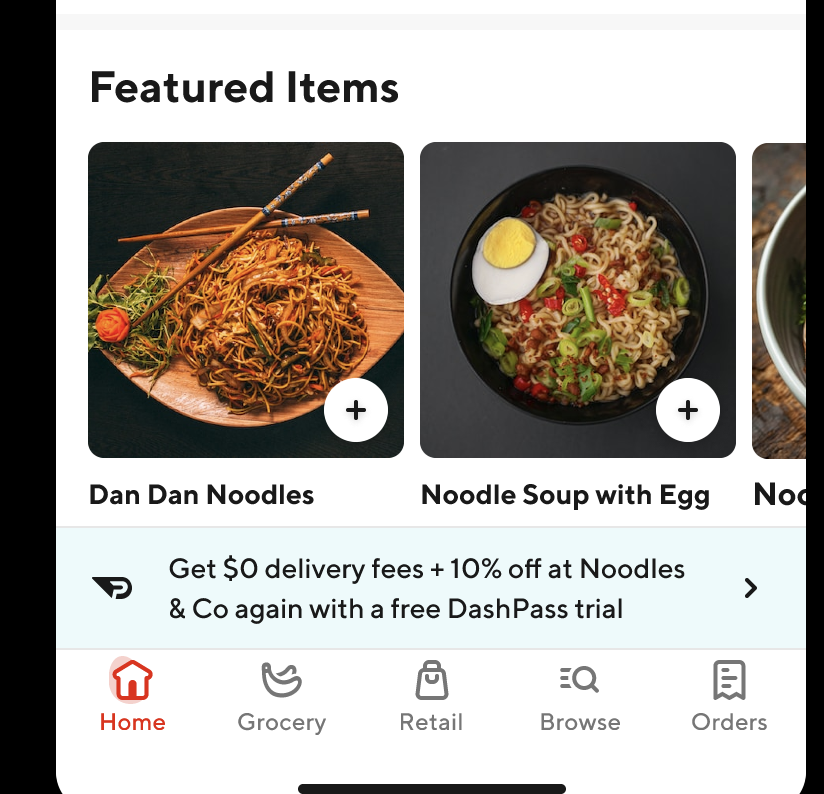 Featured Items
Dan Dan Noodles
Noodle Soup with Egg
Get $0 delivery fees + 10% off at Noodles
& Co again with a free DashPass trial
Home
Grocery
Retail
Browse
Orders